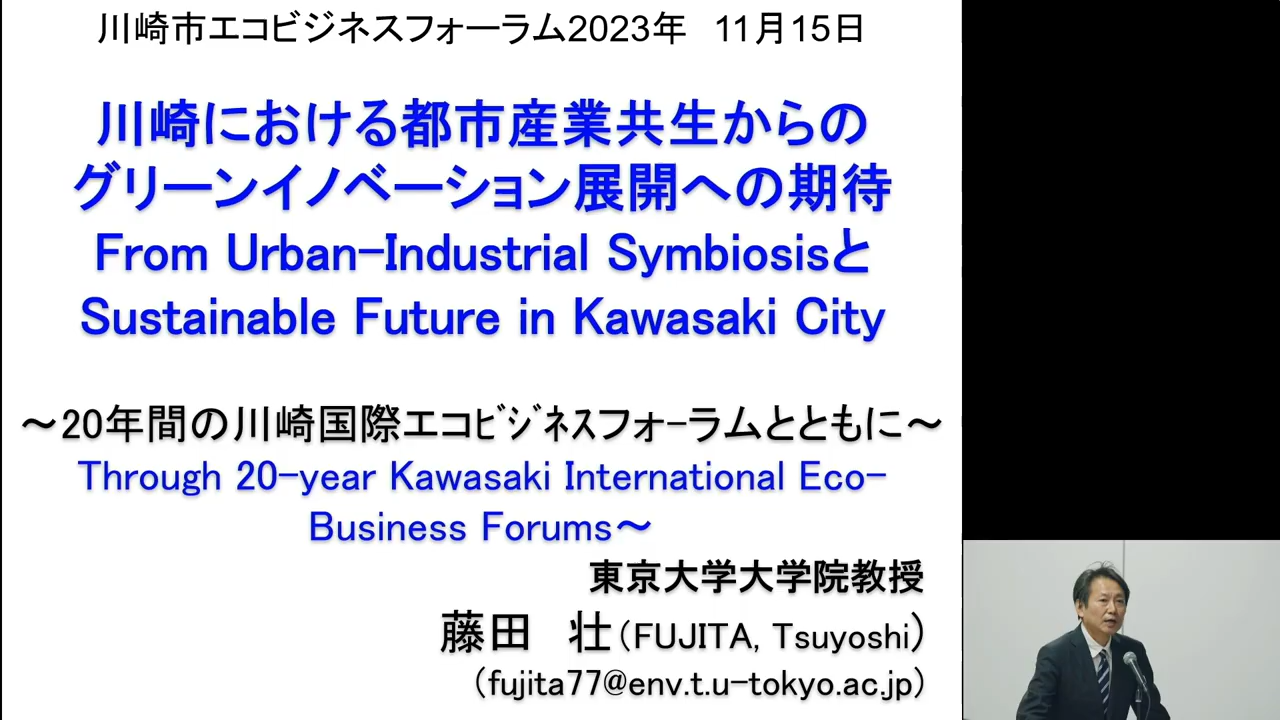 川崎市エコビジネスフォーラム2023年　11月15日
川崎における都市産業共生からの
グリーンイノベーション展開への期待
From Urban-Industrial Symbiosisと
Sustainable Future in Kawasaki City
～20年間の川崎国際エコﾋﾞｼﾞﾈｽフォｰラムとともに～
Through 20-year Kawasaki International Eco-
Business Forums～
東京大学大学院教授
藤田　壮（FUJITA, Tsuyoshi）
（fujita77@env.t.u-tokyo.ac.jp）